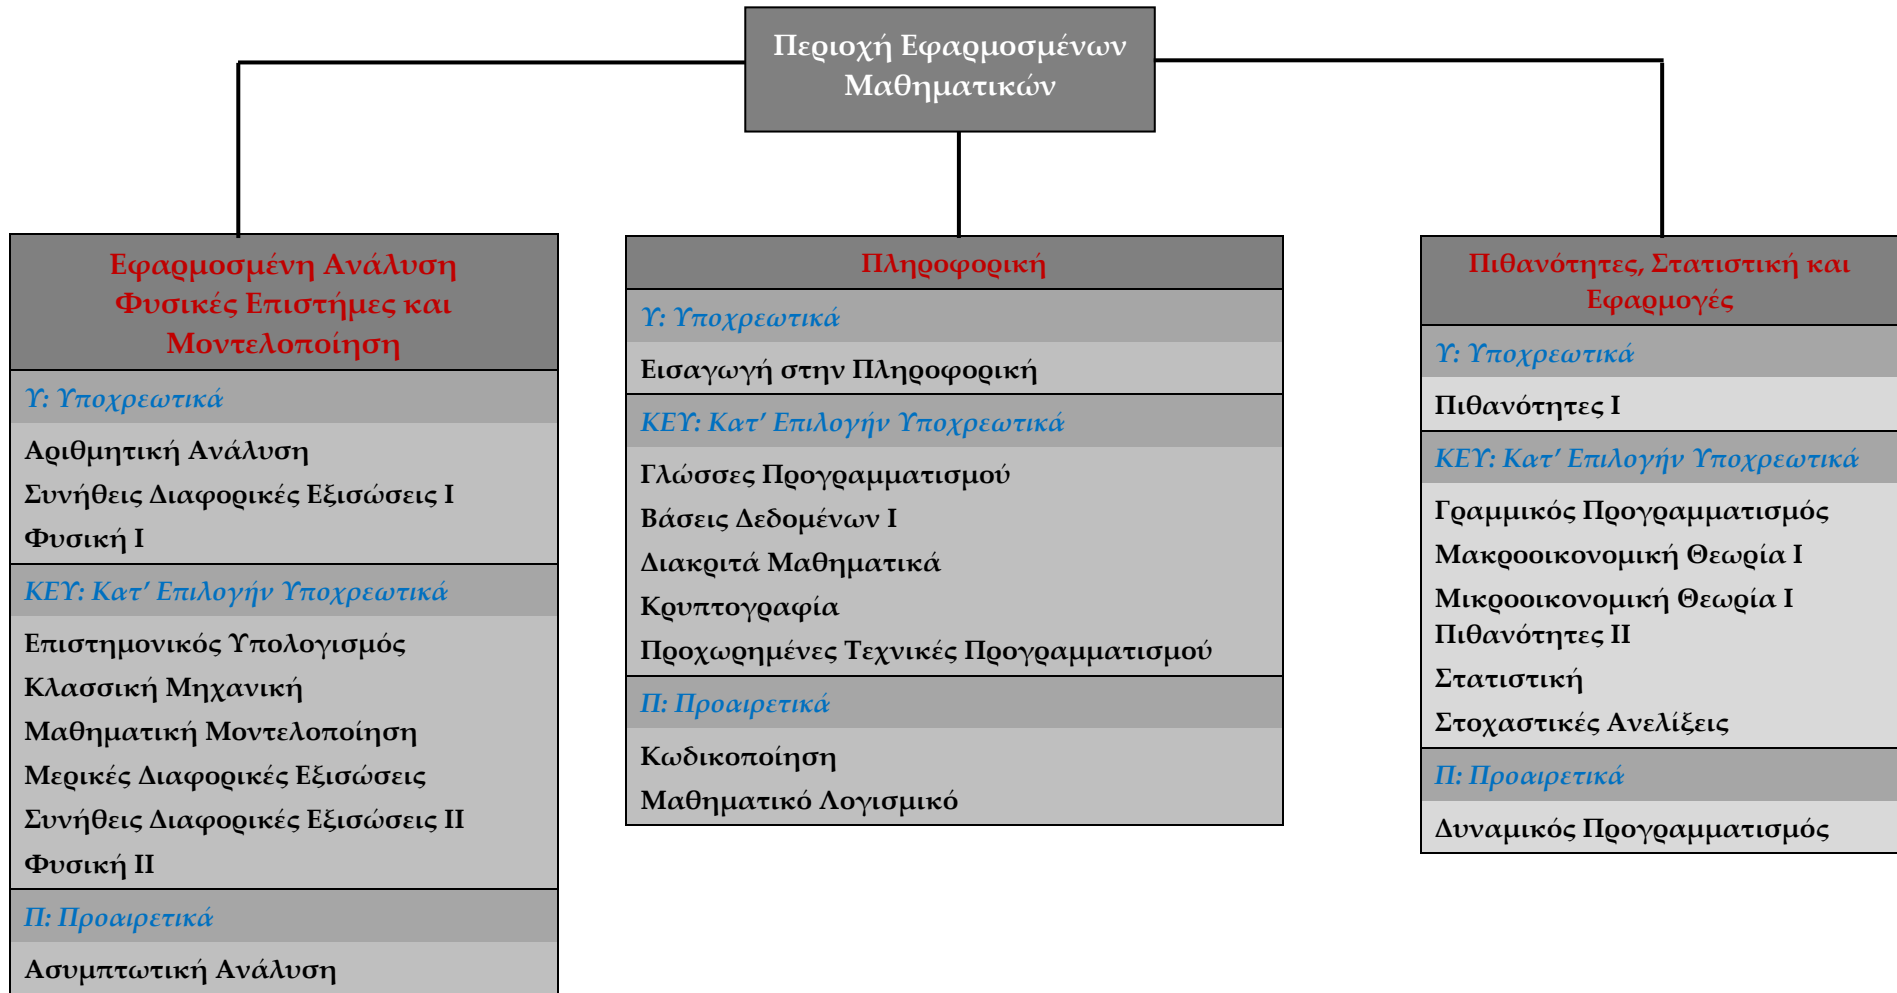 Περιοχή Εφαρμοσμένων
Μαθηματικών
Εφαρμοσμένη Ανάλυση
Φυσικές Επιστήμες και
Μοντελοποίηση
Υ: Υποχρεωτικά
Αριθμητική Ανάλυση
Συνήθεις Διαφορικές Εξισώσεις Ι
Φυσική Ι
ΚΕΥ: Κατ’ Επιλογήν Υποχρεωτικά
Επιστημονικός Υπολογισμός
Κλασσική Μηχανική
Μαθηματική Μοντελοποίηση
Μερικές Διαφορικές Εξισώσεις
Συνήθεις Διαφορικές Εξισώσεις ΙΙ
Φυσική ΙΙ
Π: Προαιρετικά
Ασυμπτωτική Ανάλυση
Πληροφορική
Υ: Υποχρεωτικά
Εισαγωγή στην Πληροφορική
ΚΕΥ: Κατ’ Επιλογήν Υποχρεωτικά
Γλώσσες Προγραμματισμού
Βάσεις Δεδομένων Ι
Διακριτά Μαθηματικά
Κρυπτογραφία
Προχωρημένες Τεχνικές Προγραμματισμού
Π: Προαιρετικά
Κωδικοποίηση
Μαθηματικό Λογισμικό
Πιθανότητες, Στατιστική και
Εφαρμογές
Υ: Υποχρεωτικά
Πιθανότητες Ι
ΚΕΥ: Κατ’ Επιλογήν Υποχρεωτικά
Γραμμικός Προγραμματισμός
Μακροοικονομική Θεωρία Ι
Μικροοικονομική Θεωρία Ι
Πιθανότητες ΙΙ
Στατιστική
Στοχαστικές Ανελίξεις
Π: Προαιρετικά
Δυναμικός Προγραμματισμός